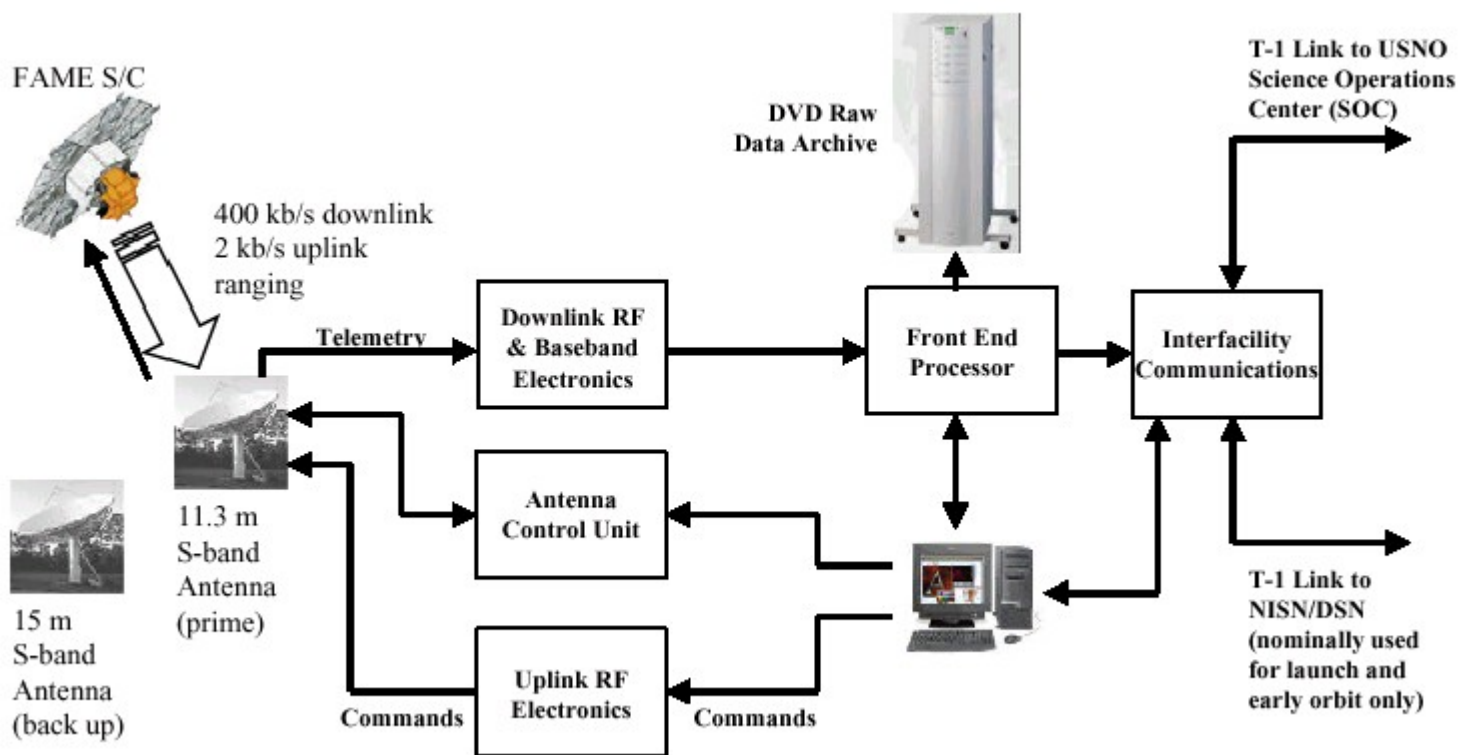 FAME S/C
400 kb/s downlink
2 kb/s uplink
ranging
DVD Raw
Data Archive
T-1 Link to USNO
Science Operations
Center (SOC)
Telemetry
Downlink RF
& Baseband
Electronics
Front End
Processor
Interfacility
Communications
Antenna
Control Unit
11.3 m
S-band
Antenna
(prime)
15 m
S-band
Antenna
(back up)
Commands
Uplink RF
Electronics
Commands
T-1 Link to
NISN/DSN
(nominally used
for launch and
early orbit only)